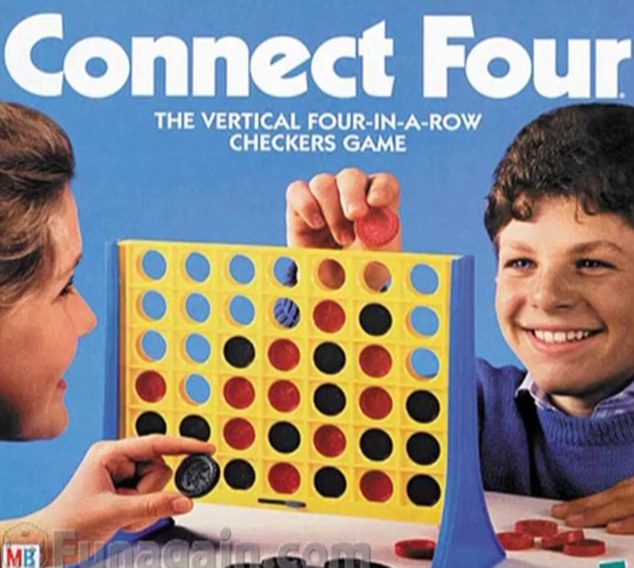 Connect Four
THE VERTICAL FOUR-IN-A-ROW
CHECKERS GAME
MB
Funagain.com